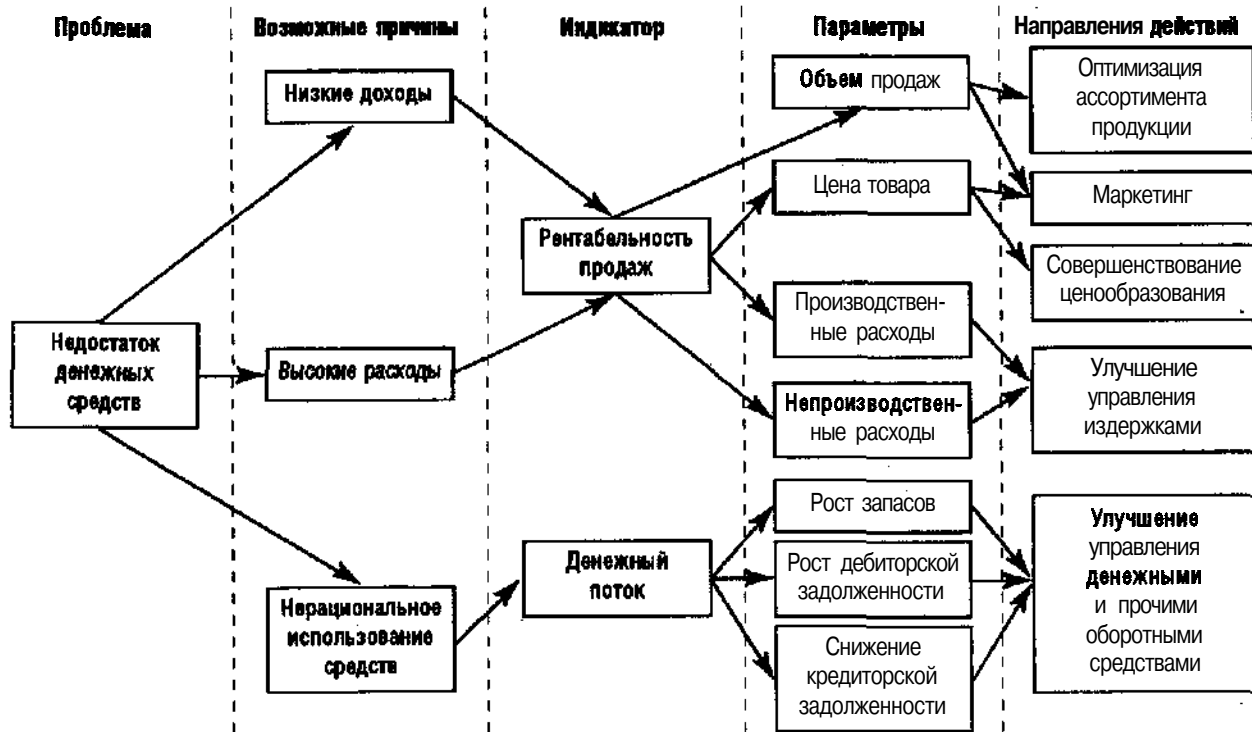 Проблема
Возможные причины
Индикатор
Параметры
Направления действий
Недостаток
денежных
средств
Низкие доходы
Высокие расходы
Нерациональное
использование
средств
Рентабельность
продаж
Денежный
поток
Объем продаж
Цена товара
Производствен-
ные расходы
Непроизводствен-
ные расходы
Рост запасов
Рост дебиторской
задолженности
Снижение
кредиторской
задолженности
Оптимизация
ассортимента
продукции
Маркетинг
Совершенствование
ценообразования
Улучшение
управления
издержками
Улучшение
управления
денежными
и прочими
оборотными
средствами